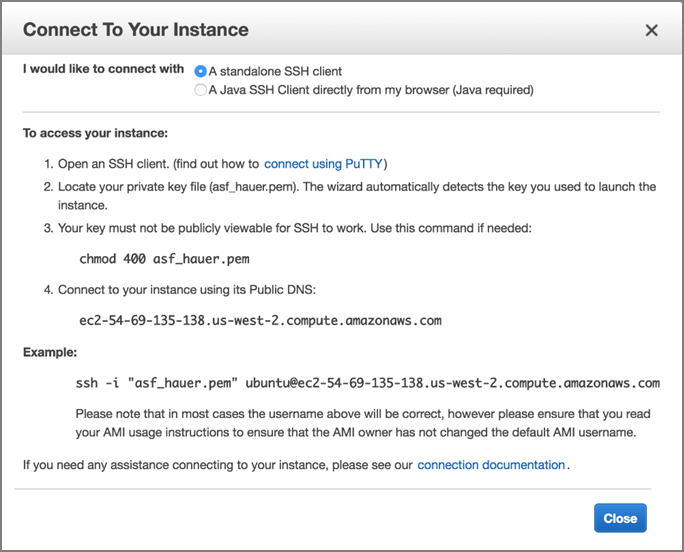 Connect To Your Instance
I would like to connect with
A standalone SSH client
A Java SSH Client directly from my browser (Java required)
To access your instance:
1. Open an SSH client. (find out how to connect using PuTTY)
2. Locate your private key file (asf_hauer.pem). The wizard automatically detects the key you used to launch the
instance.
3. Your key must not be publicly viewable for SSH to work. Use this command if needed:
chmod 400 asf_hauer.pem
4. Connect to your instance using its Public DNS:
ec2-54-69-135-138.us-west-2.compute.amazonaws.com
Example:
ssh -i "asf_hauer.pem" ubuntu@ec2-54-69-135-138.us-west-2.compute.amazonaws.com
Please note that in most cases the username above will be correct, however please ensure that you read
your AMI usage instructions to ensure that the AMI owner has not changed the default AMI username.
If you need any assistance connecting to your instance, please see our connection documentation.
Close